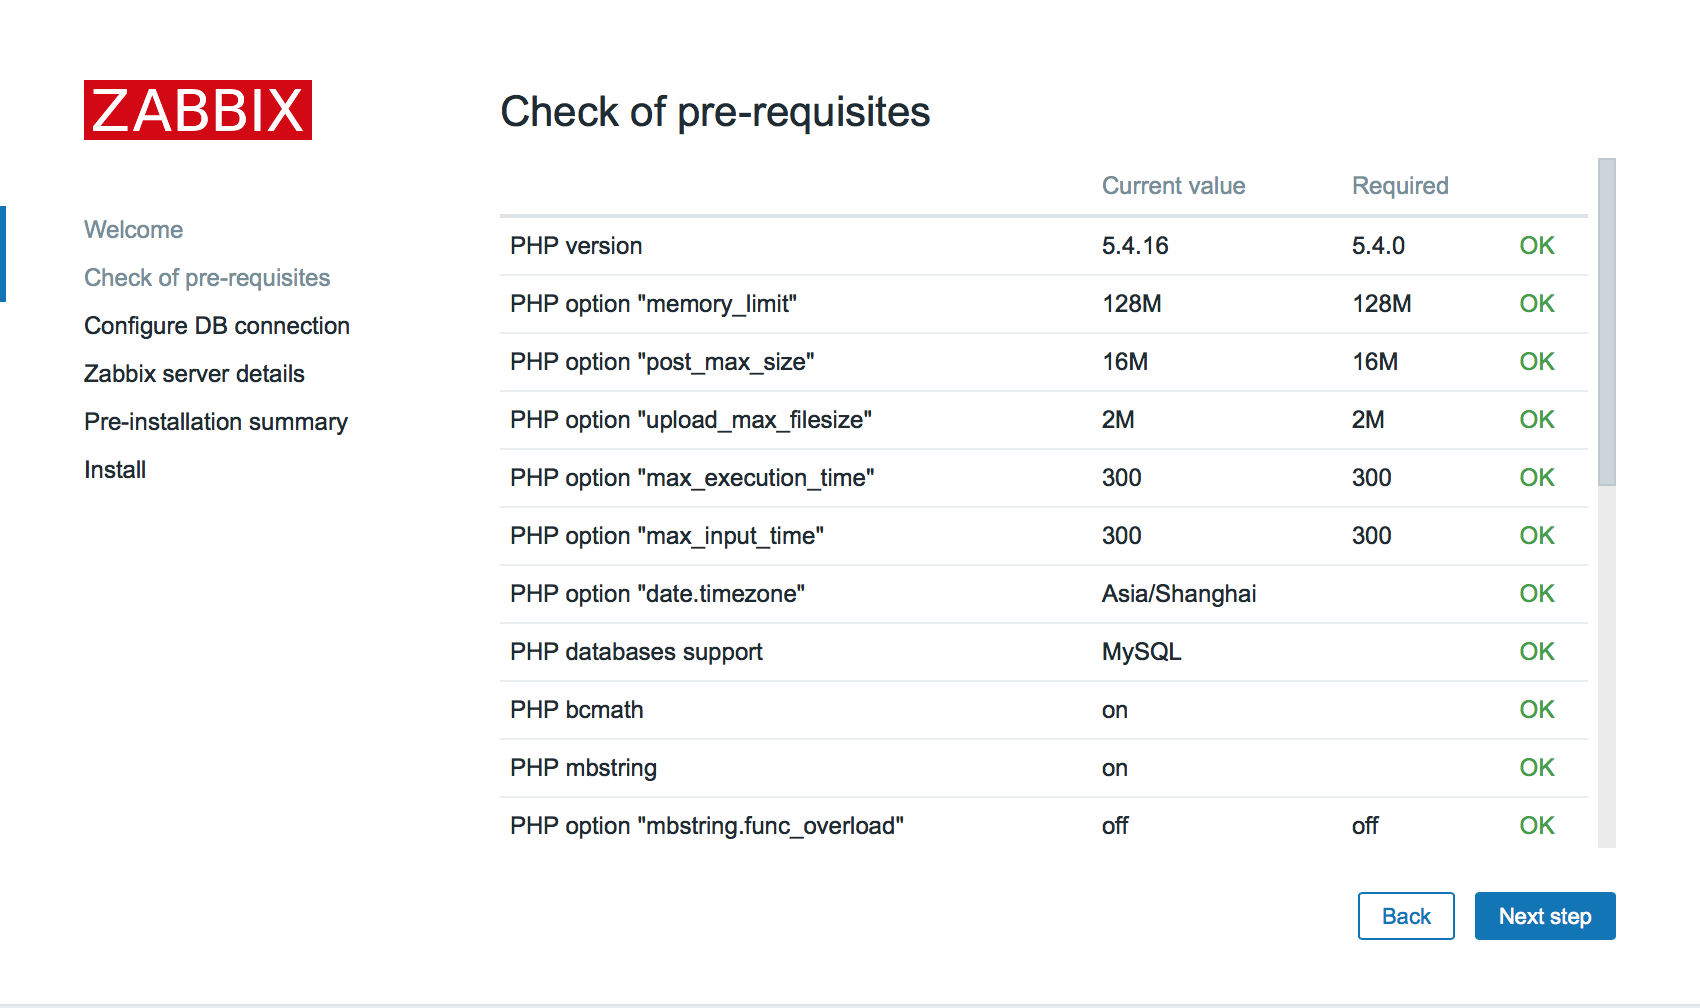 ZABBIX
Welcome
Check of pre-requisites
Configure DB connection
Zabbix server details
Pre-installation summary
Install
Check of pre-requisites
Current value Required
PHP version 5.4.16 5.4.0 OK
PHP option "memory_limit" 128M 128M OK
PHP option "post_max_size" 16M 16M OK
PHP option "upload_max_filesize" 2M 2M OK
PHP option "max_execution_time" 300 300 OK
PHP option "max_input_time" 300 300 OK
PHP option "date.timezone" Asia/Shanghai OK
PHP databases support MySQL OK
PHP bcmath on OK
PHP mbstring on OK
PHP option "mbstring.func_overload" off off OK
Back Next step